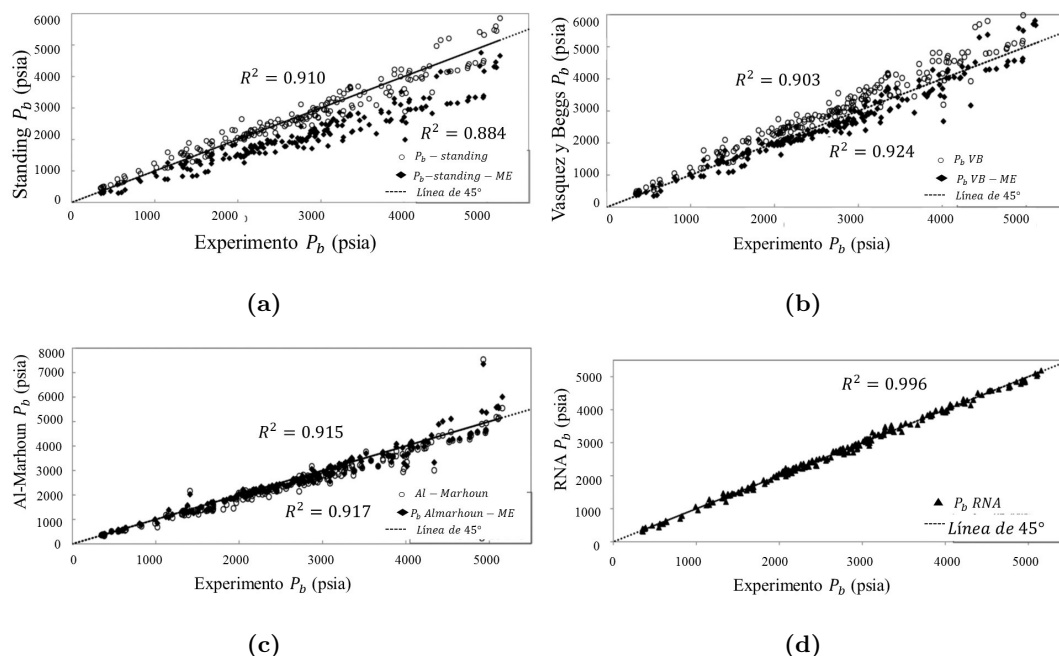 6000
5000
4000
3000
2000
1000
0
Standing P_b (psia)
R² = 0.910
R² = 0.884
P_b − standing
P_b−standing − ME
Línea de 45°
0 1000 2000 3000 4000 5000
Experimento P_b (psia)
(a)
6000
5000
4000
3000
2000
1000
0
Vasquez y Beggs P_b (psia)
R² = 0.903
R² = 0.924
P_b VB
P_b VB − ME
Línea de 45°
0 1000 2000 3000 4000 5000
Experimento P_b (psia)
(b)
8000
7000
6000
5000
4000
3000
2000
1000
0
Al-Marhoun P_b (psia)
R² = 0.915
R² = 0.917
Al − Marhoun
P_b Almarhoun − ME
Línea de 45°
0 1000 2000 3000 4000 5000
Experimento P_b (psia)
(c)
5000
4000
3000
2000
1000
0
RNA P_b (psia)
R² = 0.996
P_b RNA
Línea de 45°
0 1000 2000 3000 4000 5000
Experimento P_b (psia)
(d)